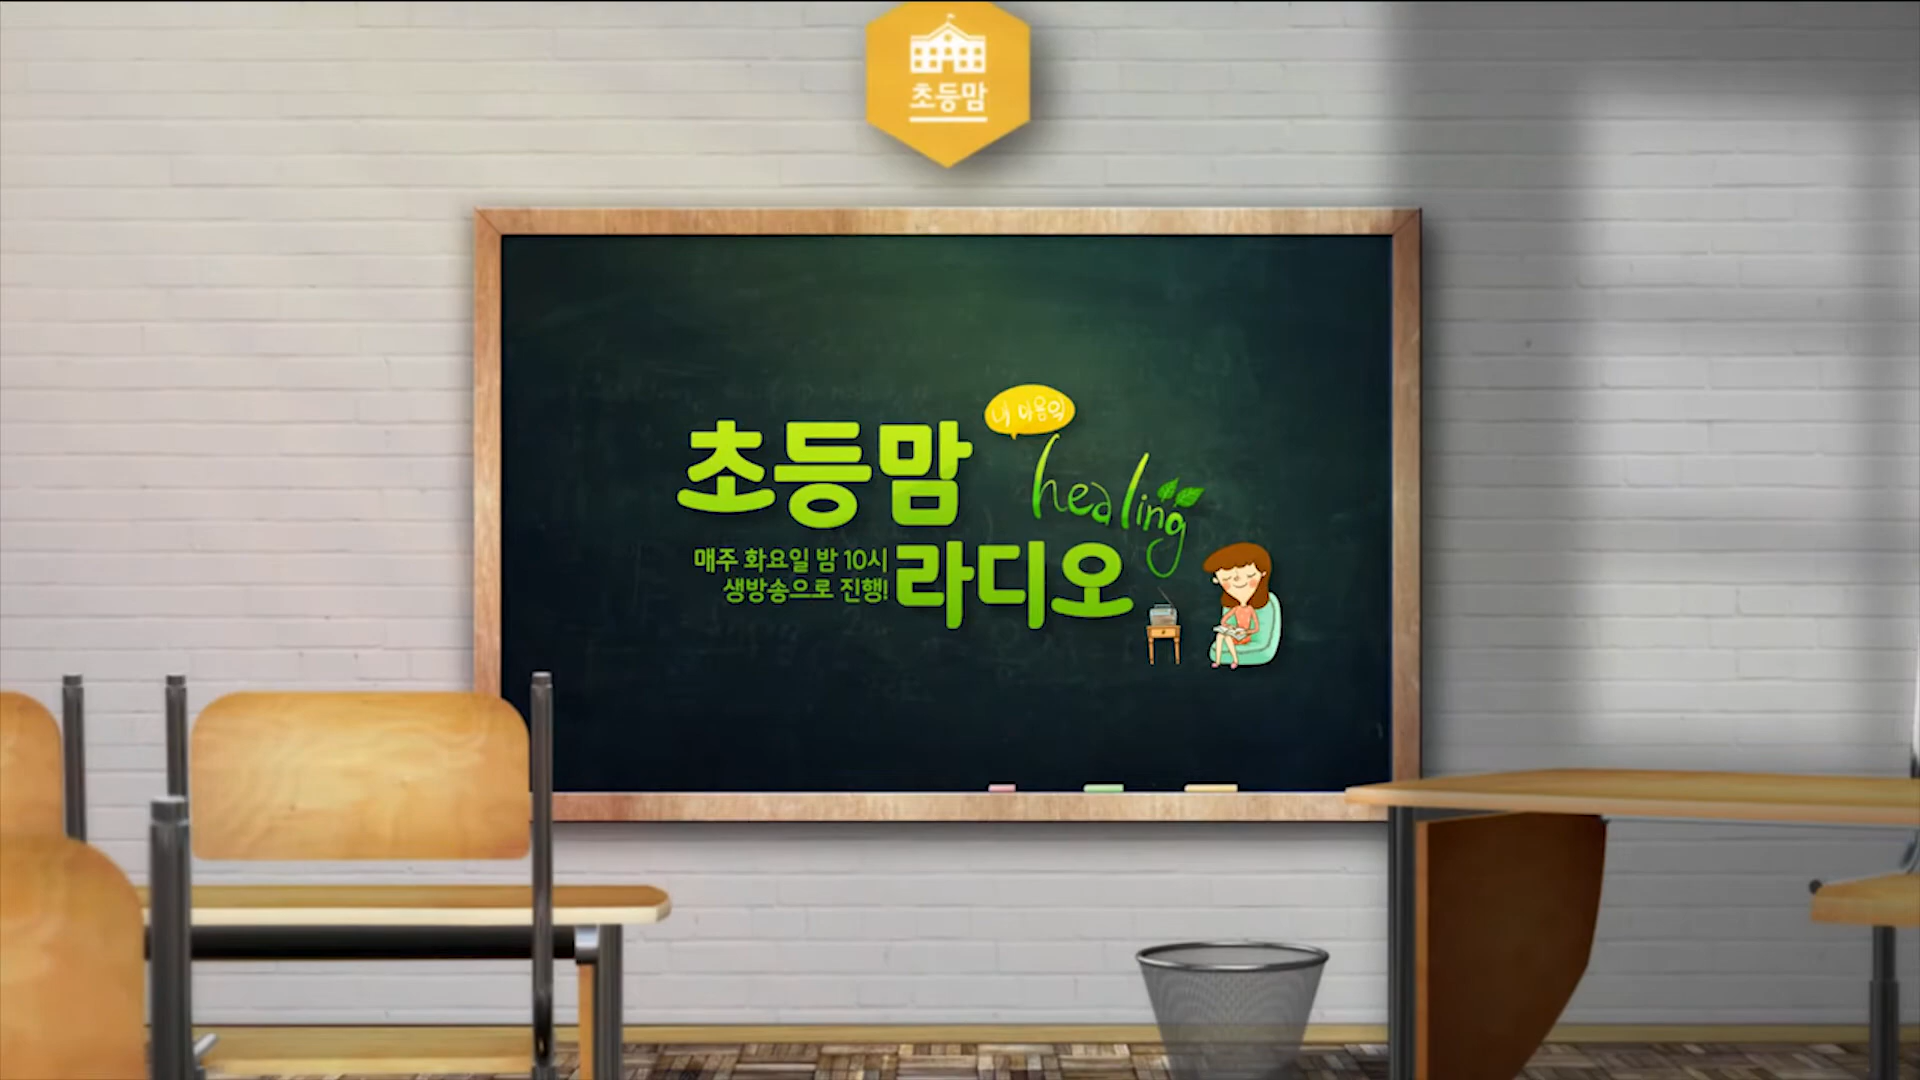 초등맘
내 마음의
초등맘
healing
매주 화요일 밤 10시
생방송으로 진행!
라디오